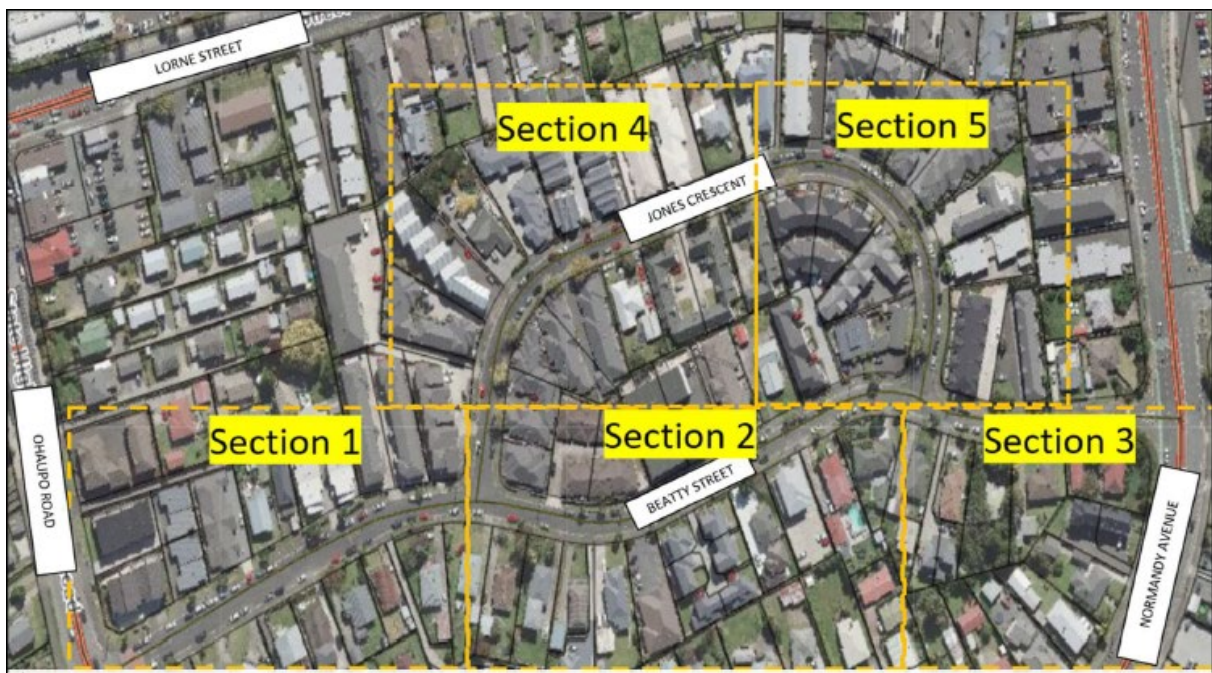 LORNE STREET
Section 4
Section 5
JONES CRESCENT
Section 1
Section 2
Section 3
OHAUPO ROAD
BEATTY STREET
NORMANDY AVENUE